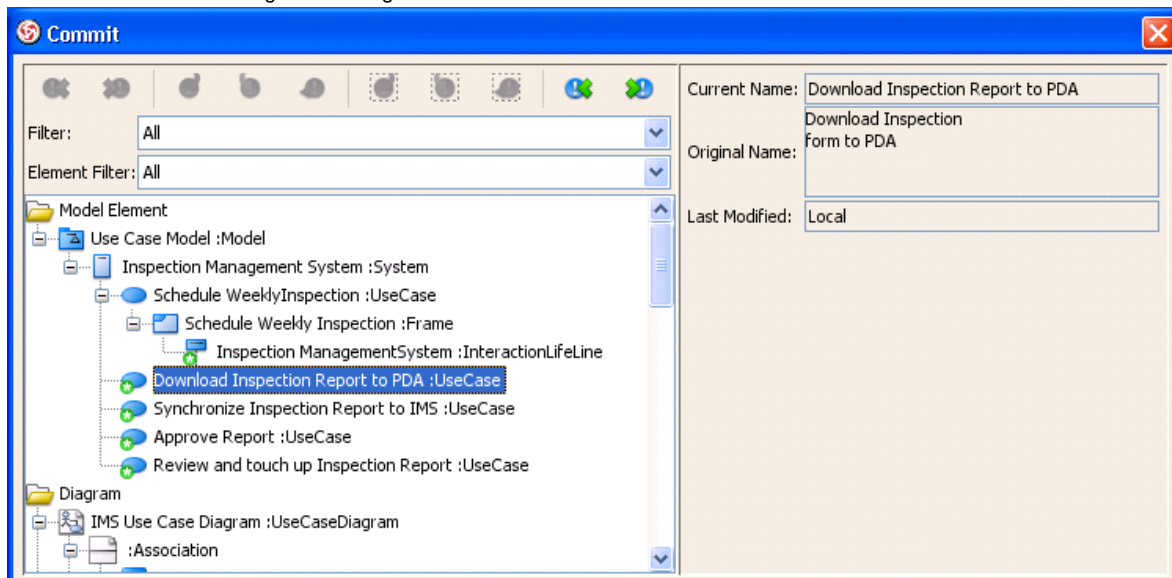 Commit
Filter: All
Element Filter: All
Model Element
Use Case Model :Model
Inspection Management System :System
Schedule WeeklyInspection :UseCase
Schedule Weekly Inspection :Frame
Inspection ManagementSystem :InteractionLifeLine
Download Inspection Report to PDA :UseCase
Synchronize Inspection Report to IMS :UseCase
Approve Report :UseCase
Review and touch up Inspection Report :UseCase
Diagram
IMS Use Case Diagram :UseCaseDiagram
:Association
Current Name: Download Inspection Report to PDA
Original Name: Download Inspection
form to PDA
Last Modified: Local